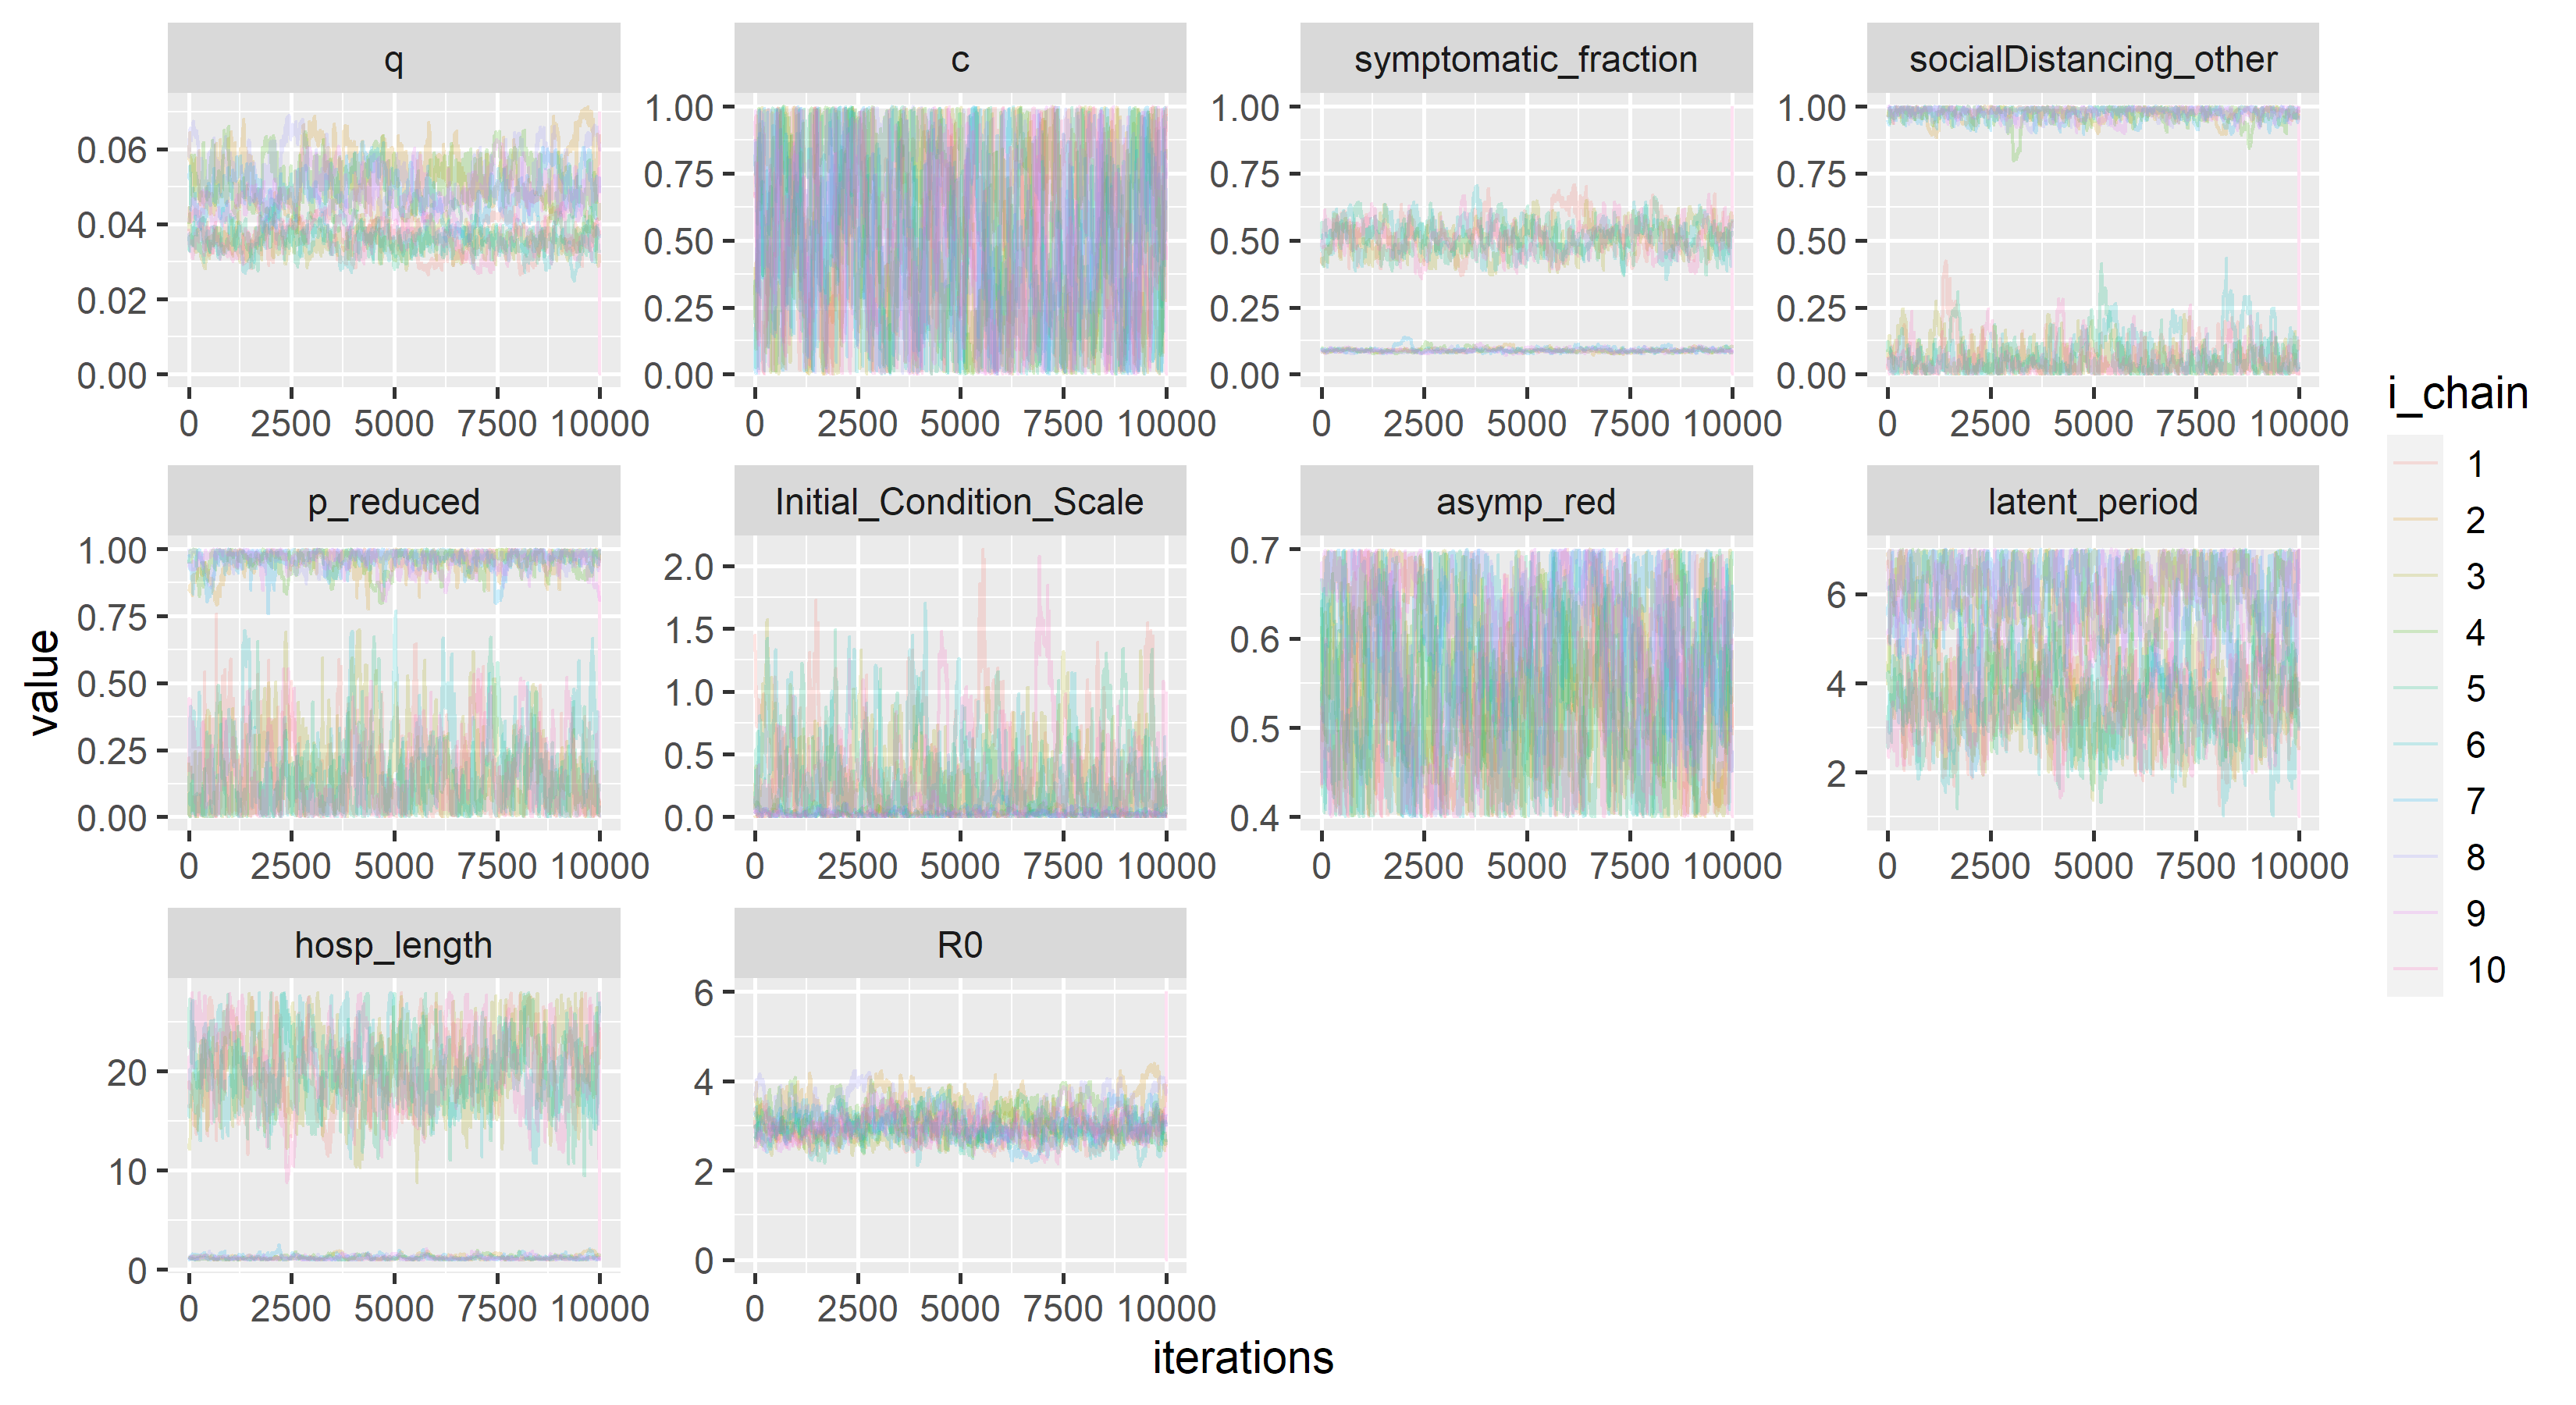 q c symptomatic_fraction socialDistancing_other
0.06 0.04 0.02 0.00
1.00 0.75 0.50 0.25 0.00
1.00 0.75 0.50 0.25 0.00
1.00 0.75 0.50 0.25 0.00
0 2500 5000 7500 10000 0 2500 5000 7500 10000 0 2500 5000 7500 10000 0 2500 5000 7500 10000
p_reduced Initial_Condition_Scale asymp_red latent_period
1.00 0.75 0.50 0.25 0.00
2.0 1.5 1.0 0.5 0.0
0.7 0.6 0.5 0.4
6 4 2
0 2500 5000 7500 10000 0 2500 5000 7500 10000 0 2500 5000 7500 10000 0 2500 5000 7500 10000
hosp_length R0
20 10 0
6 4 2 0
0 2500 5000 7500 10000 0 2500 5000 7500 10000
value
iterations
i_chain
1
2
3
4
5
6
7
8
9
10